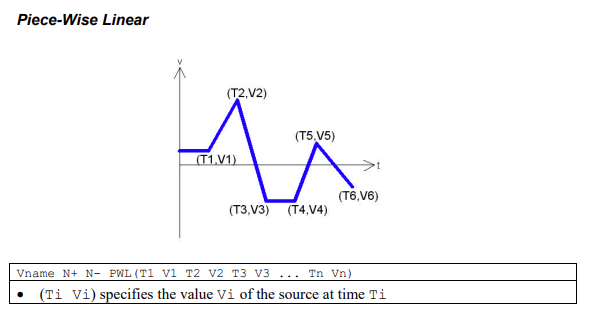 Piece-Wise Linear
v
(T2,V2)
(T5,V5)
(T1,V1)
t
(T6,V6)
(T3,V3) (T4,V4)
Vname N+ N- PWL(T1 V1 T2 V2 T3 V3 ... Tn Vn)
• (Ti Vi) specifies the value Vi of the source at time Ti